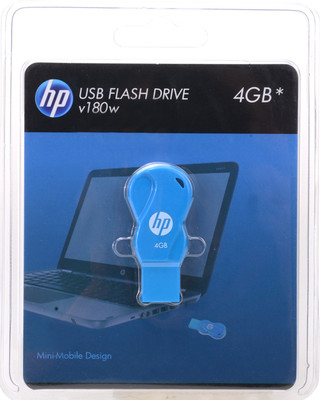 hp
USB FLASH DRIVE
v180w
4GB*
hp
4GB
Mini-Mobile Design